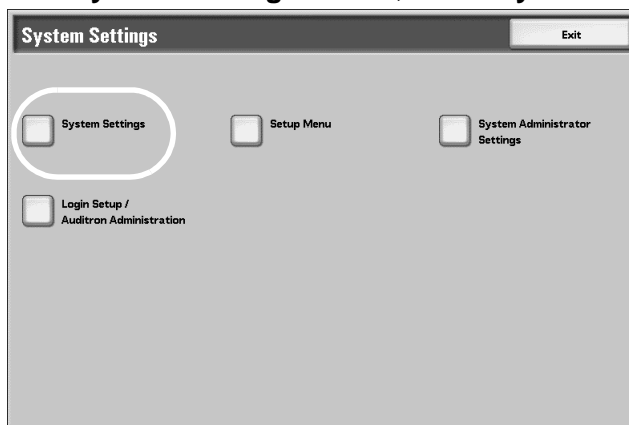 System Settings
Exit
System Settings
Setup Menu
System Administrator
Settings
Login Setup /
Auditron Administration